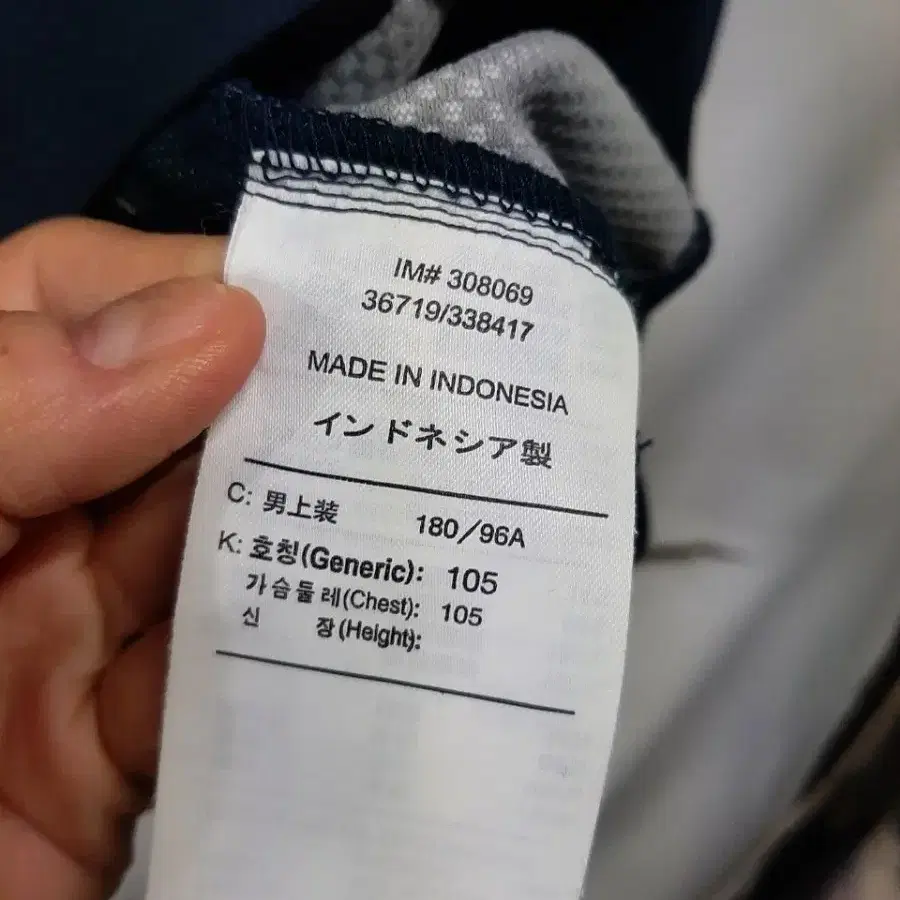 IM# 308069
36719/338417
MADE IN INDONESIA
インドネシア製
C: 男上装 180/96A
K: 호칭(Generic): 105
가슴둘레(Chest): 105
신 장(Height):